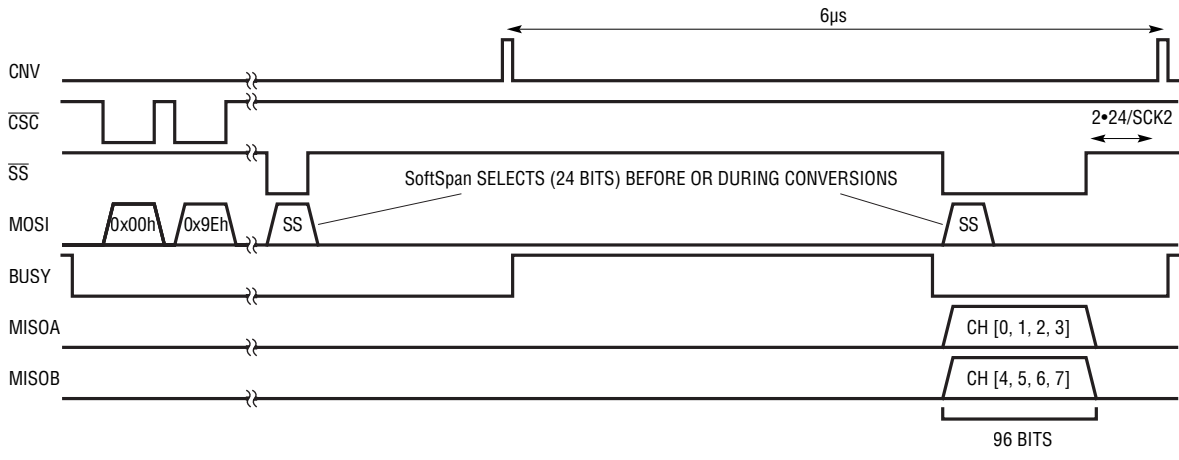 6µs
CNV
CSC
2•24/SCK2
SS
SoftSpan SELECTS (24 BITS) BEFORE OR DURING CONVERSIONS
MOSI
0x00h
0x9Eh
SS
SS
BUSY
MISOA
CH [0, 1, 2, 3]
MISOB
CH [4, 5, 6, 7]
96 BITS